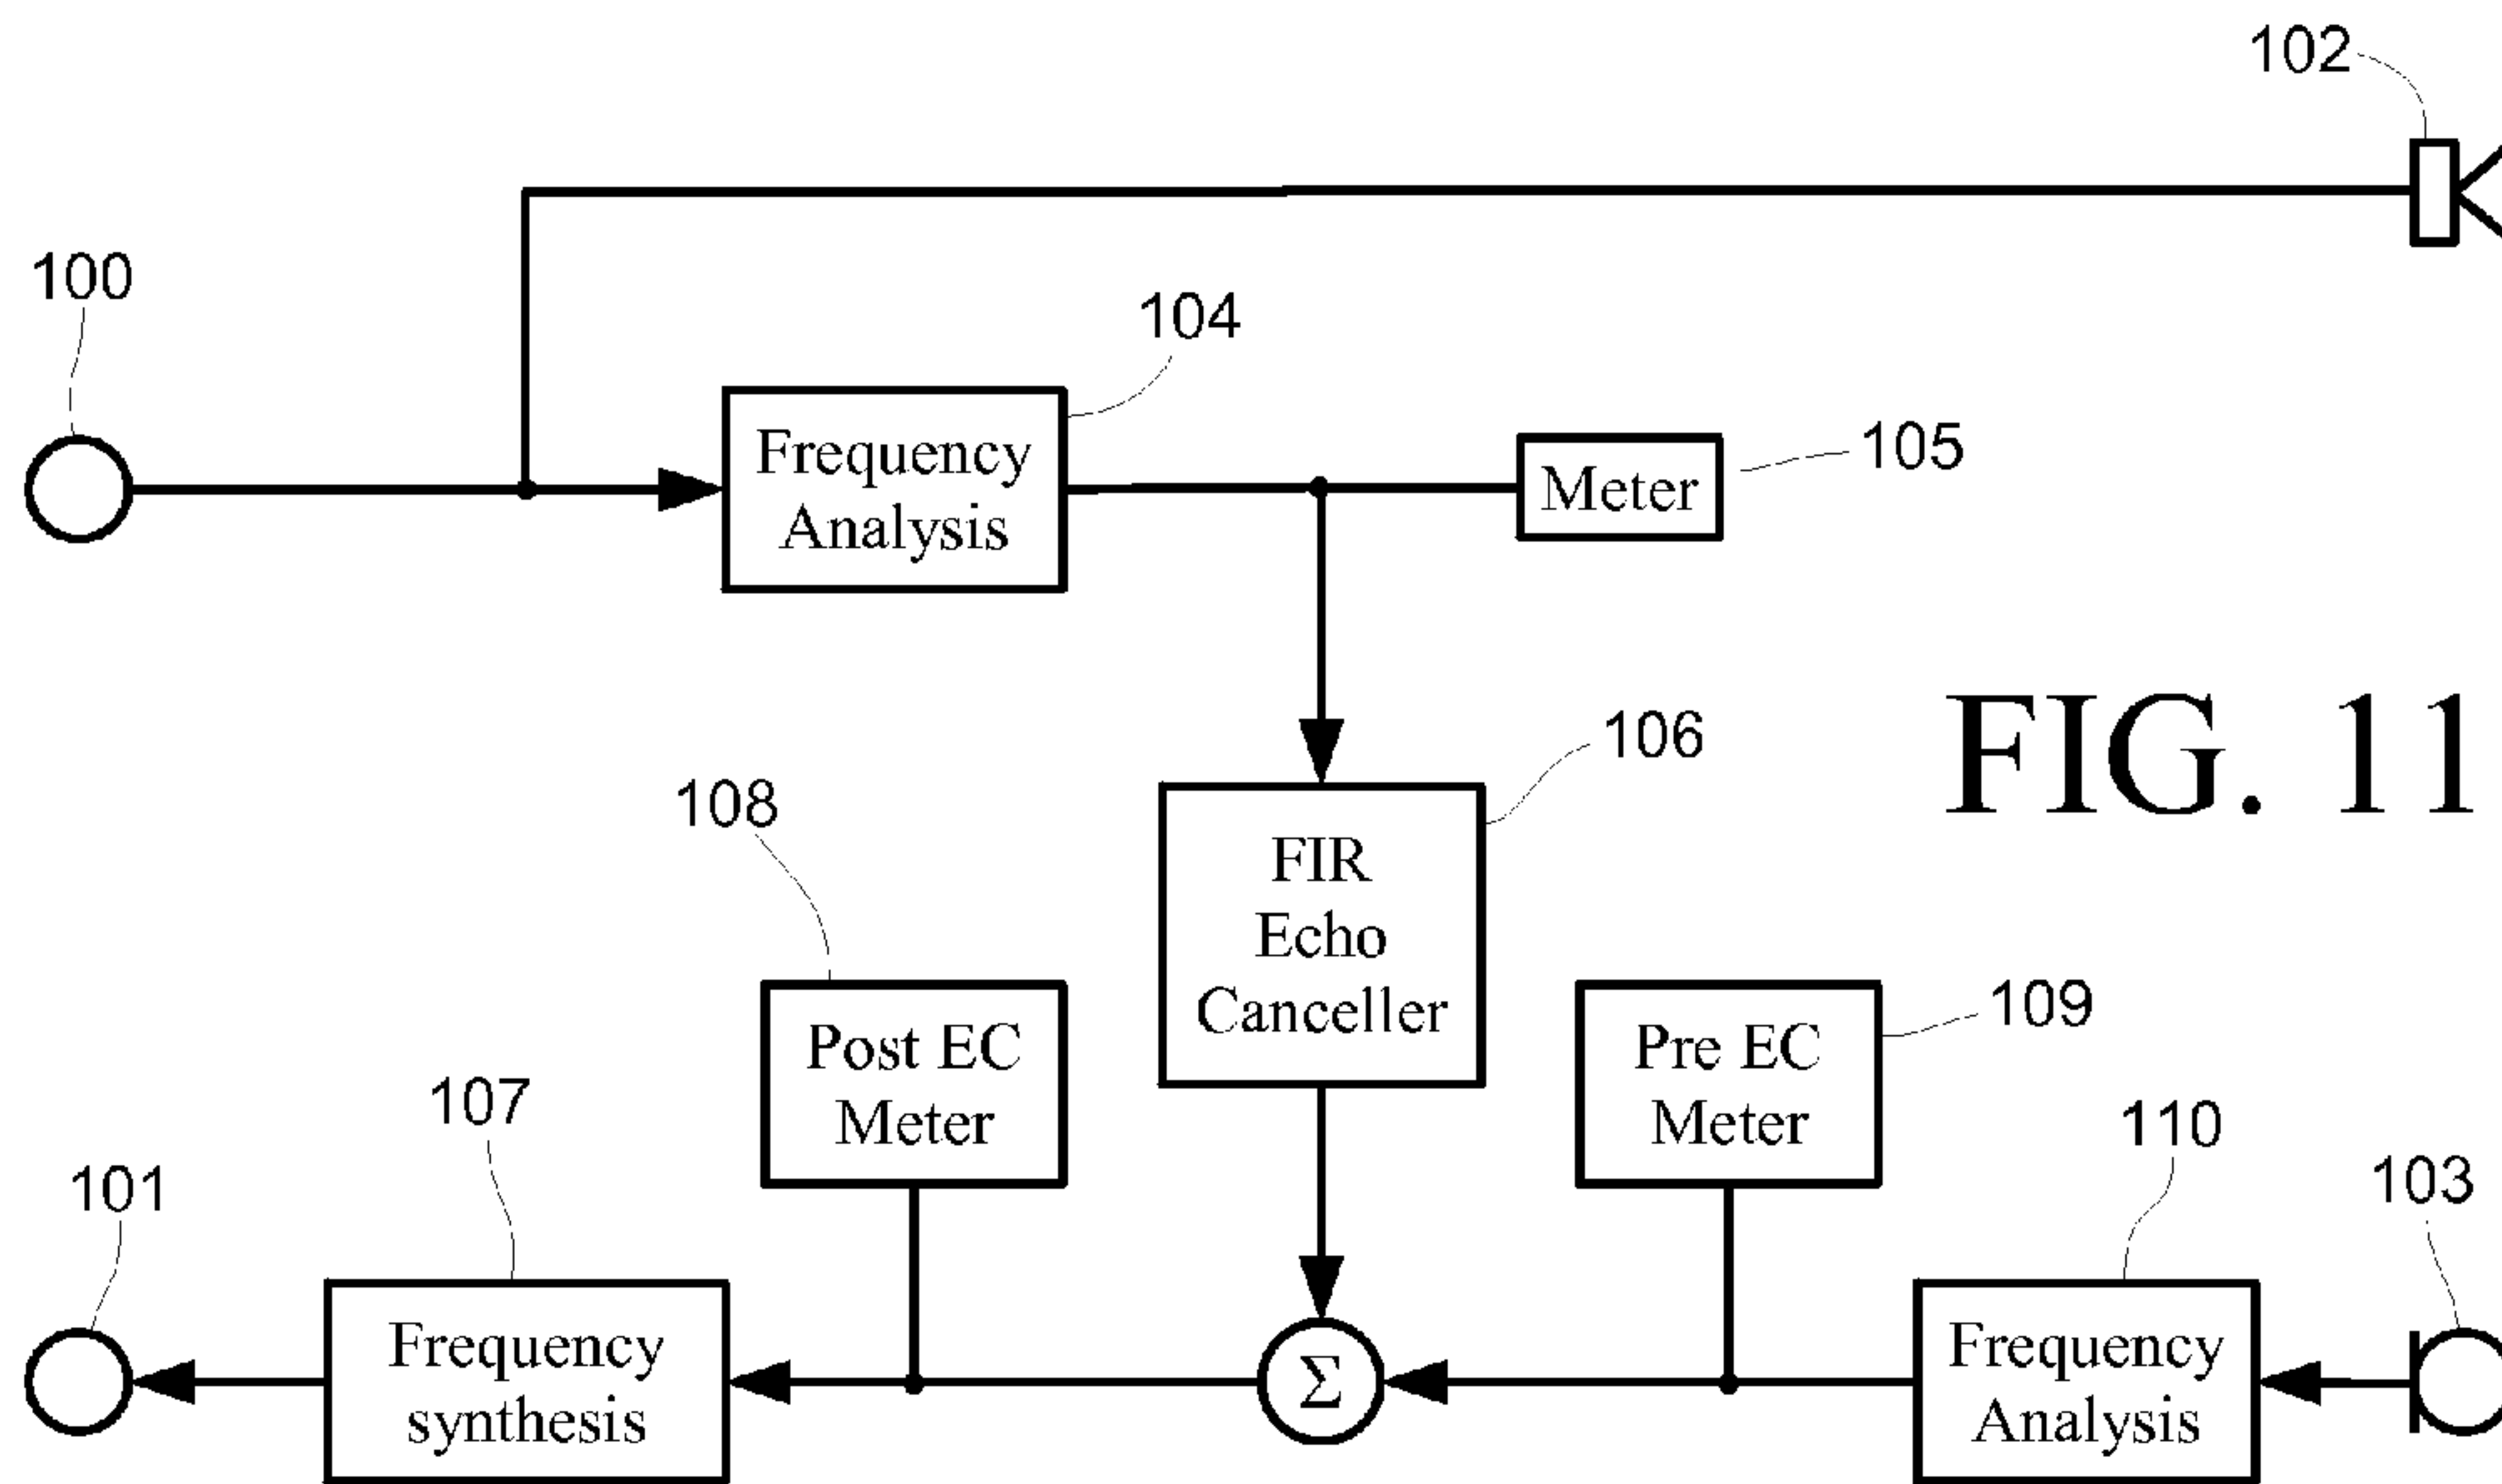 102
100
104
Frequency
Analysis
105
Meter
106
FIG. 11
108
FIR
Echo
Canceller
109
Post EC
Meter
Pre EC
Meter
107
110
101
103
Frequency
synthesis
Σ
Frequency
Analysis